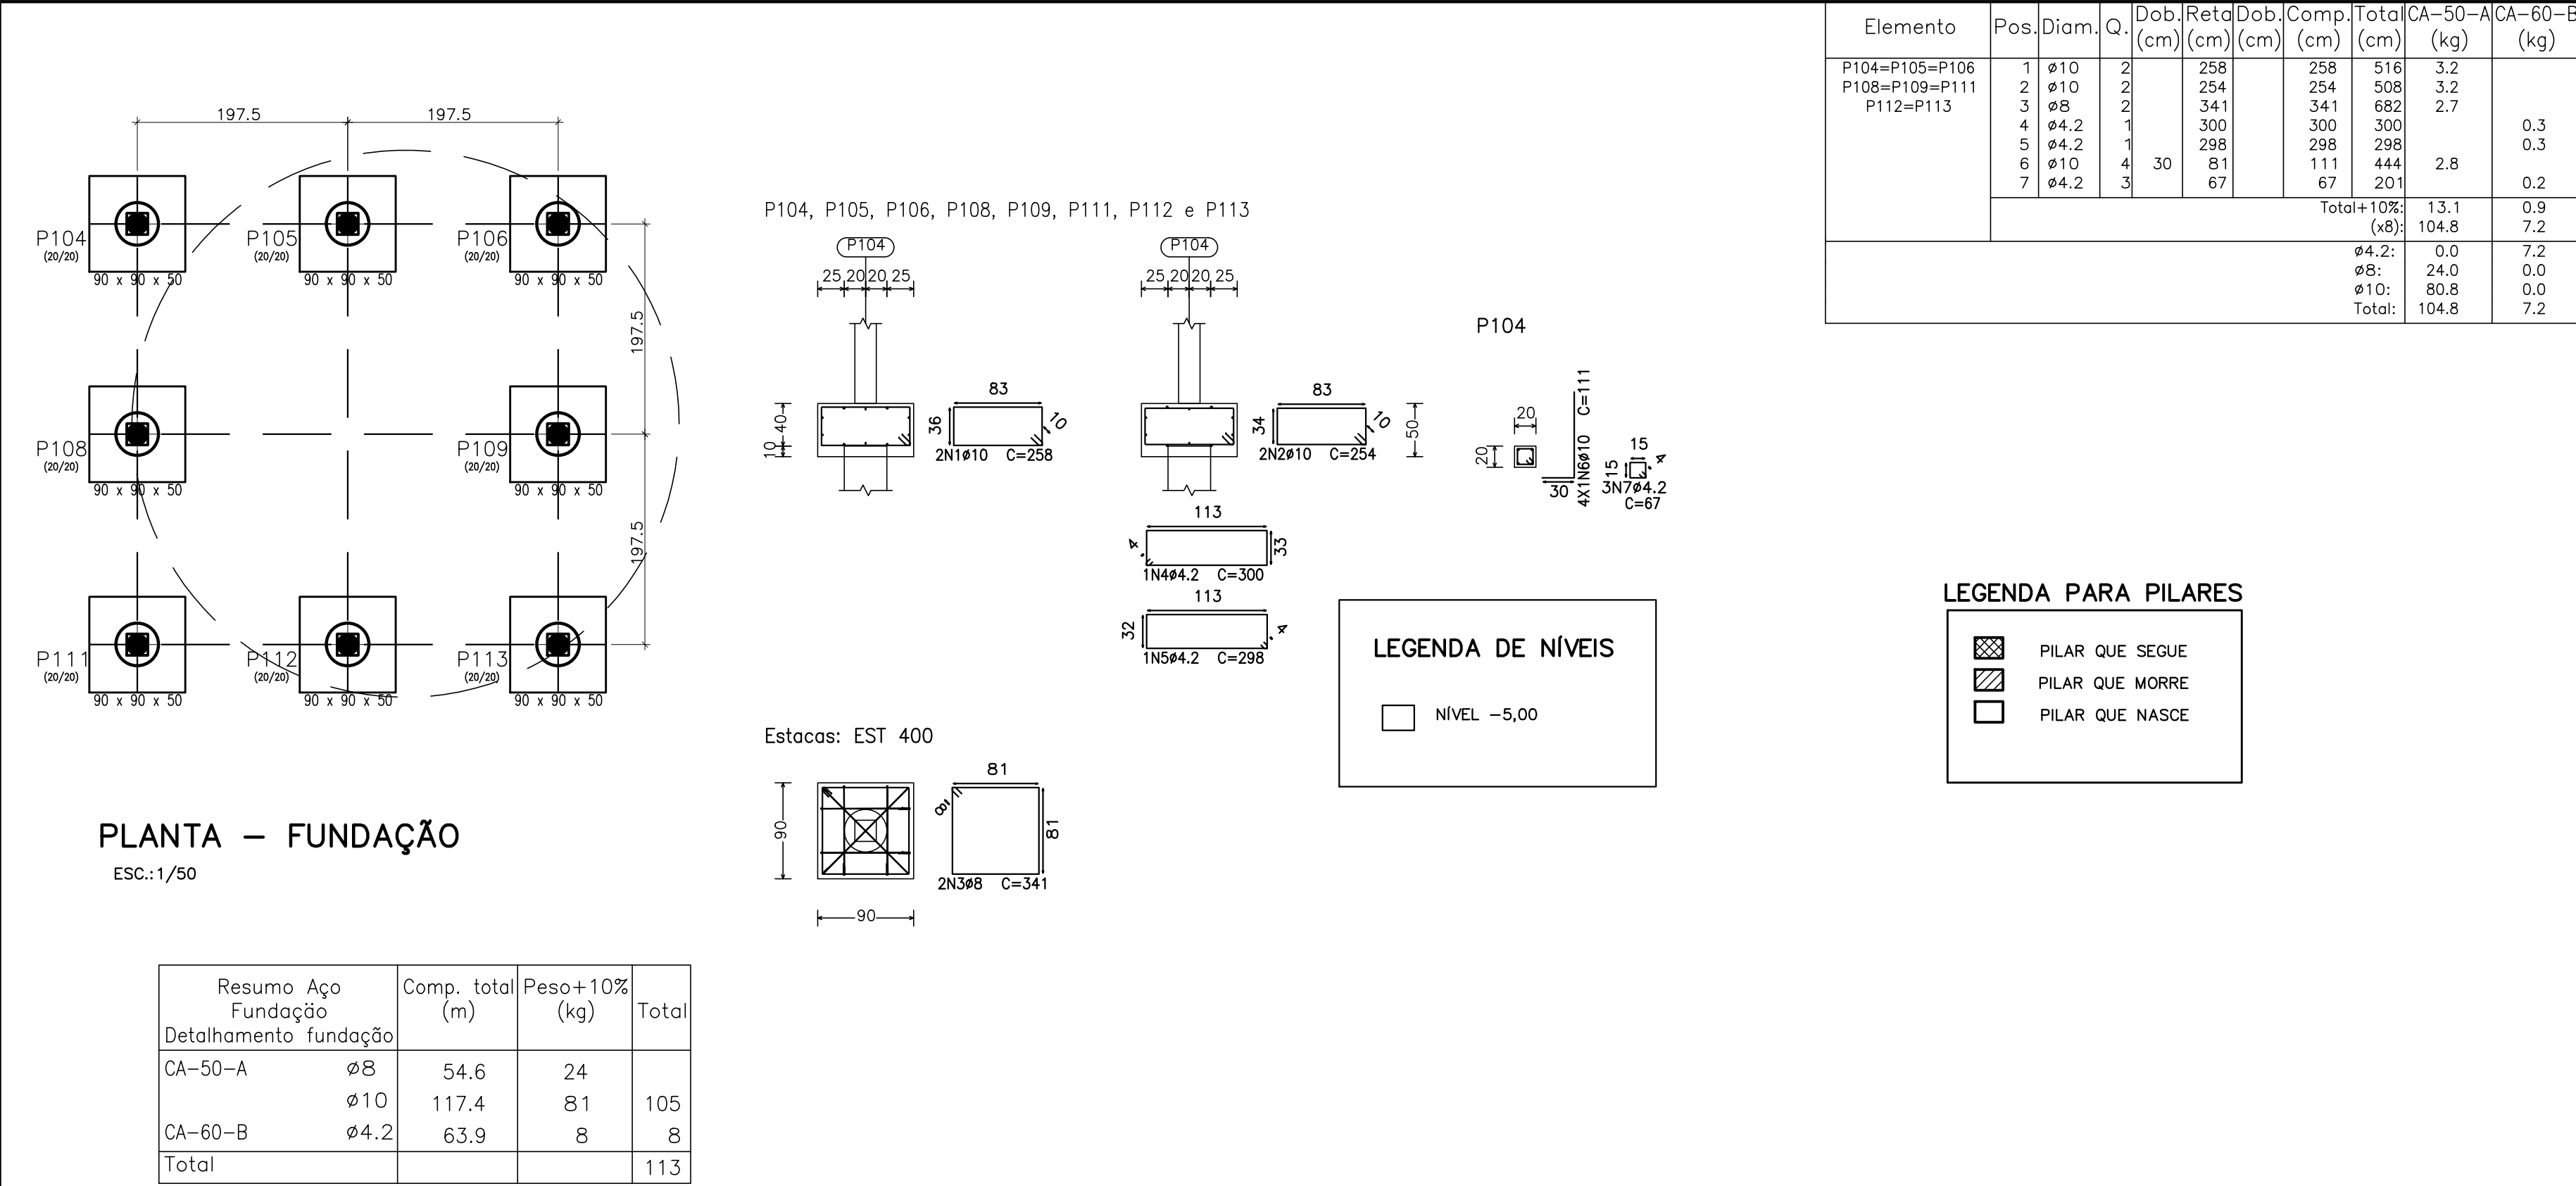 197.5 197.5
P104
(20/20)
90 x 90 x 50
P105
(20/20)
90 x 90 x 50
P106
(20/20)
90 x 90 x 50
197.5
P108
(20/20)
90 x 90 x 50
P109
(20/20)
90 x 90 x 50
197.5
P111
(20/20)
90 x 90 x 50
P112
(20/20)
90 x 90 x 50
P113
(20/20)
90 x 90 x 50
PLANTA – FUNDAÇÃO
ESC.:1/50
Resumo Aço Comp. total Peso+10%
Fundaçäo (m) (kg) Total
Detalhamento fundação
CA-50-A ø8 54.6 24
ø10 117.4 81 105
CA-60-B ø4.2 63.9 8 8
Total 113
P104, P105, P106, P108, P109, P111, P112 e P113
P104
25 20 20 25
40
10
83
36
10
2N1ø10 C=258
P104
25 20 20 25
83
34
10
50
2N2ø10 C=254
113
4
33
1N4ø4.2 C=300
113
32
4
1N5ø4.2 C=298
P104
20
20
30
4X1N6ø10 C=111
15
15
4
3N7ø4.2
C=67
Estacas: EST 400
90
90
81
8
81
2N3ø8 C=341
LEGENDA DE NÍVEIS
NÍVEL -5,00
LEGENDA PARA PILARES
PILAR QUE SEGUE
PILAR QUE MORRE
PILAR QUE NASCE
Elemento Pos. Diam. Q. Dob. Reta Dob. Comp. Total CA-50-A CA-60-B
(cm) (cm) (cm) (cm) (cm) (kg) (kg)
P104=P105=P106 1 ø10 2 258 258 516 3.2
P108=P109=P111 2 ø10 2 254 254 508 3.2
P112=P113 3 ø8 2 341 341 682 2.7
4 ø4.2 1 300 300 300 0.3
5 ø4.2 1 298 298 298 0.3
6 ø10 4 30 81 111 444 2.8
7 ø4.2 3 67 67 201 0.2
Total+10%: 13.1 0.9
(x8): 104.8 7.2
ø4.2: 0.0 7.2
ø8: 24.0 0.0
ø10: 80.8 0.0
Total: 104.8 7.2